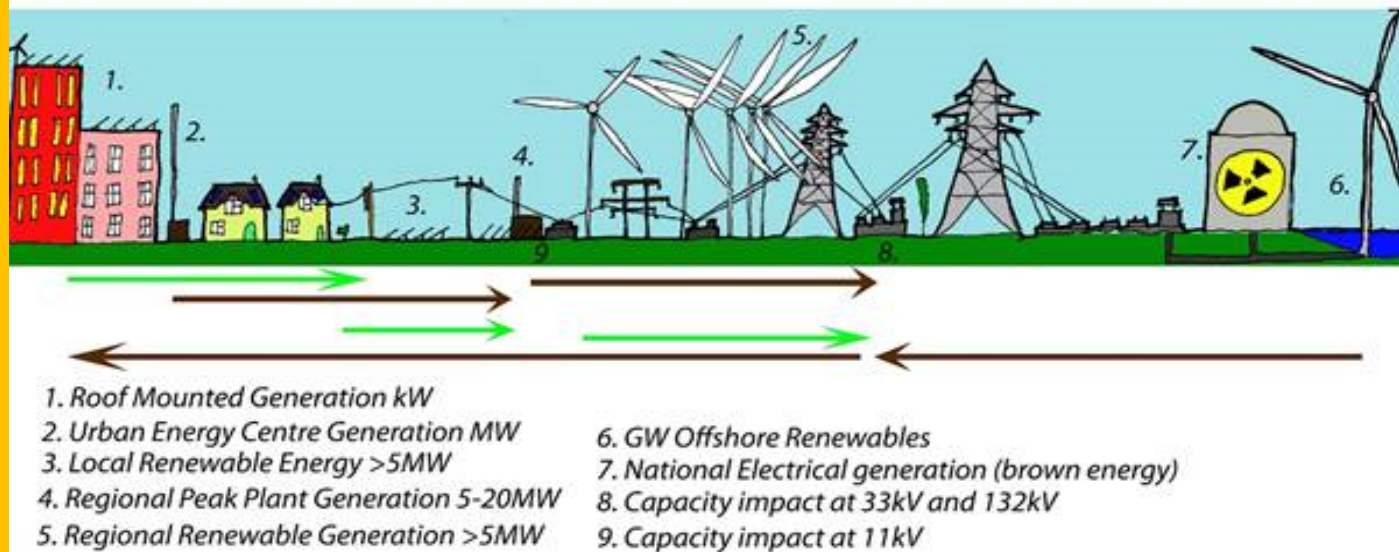 1.
2.
3.
4.
5.
6.
7.
8.
9
1. Roof Mounted Generation kW
2. Urban Energy Centre Generation MW
3. Local Renewable Energy >5MW
4. Regional Peak Plant Generation 5-20MW
5. Regional Renewable Generation >5MW
6. GW Offshore Renewables
7. National Electrical generation (brown energy)
8. Capacity impact at 33kV and 132kV
9. Capacity impact at 11kV